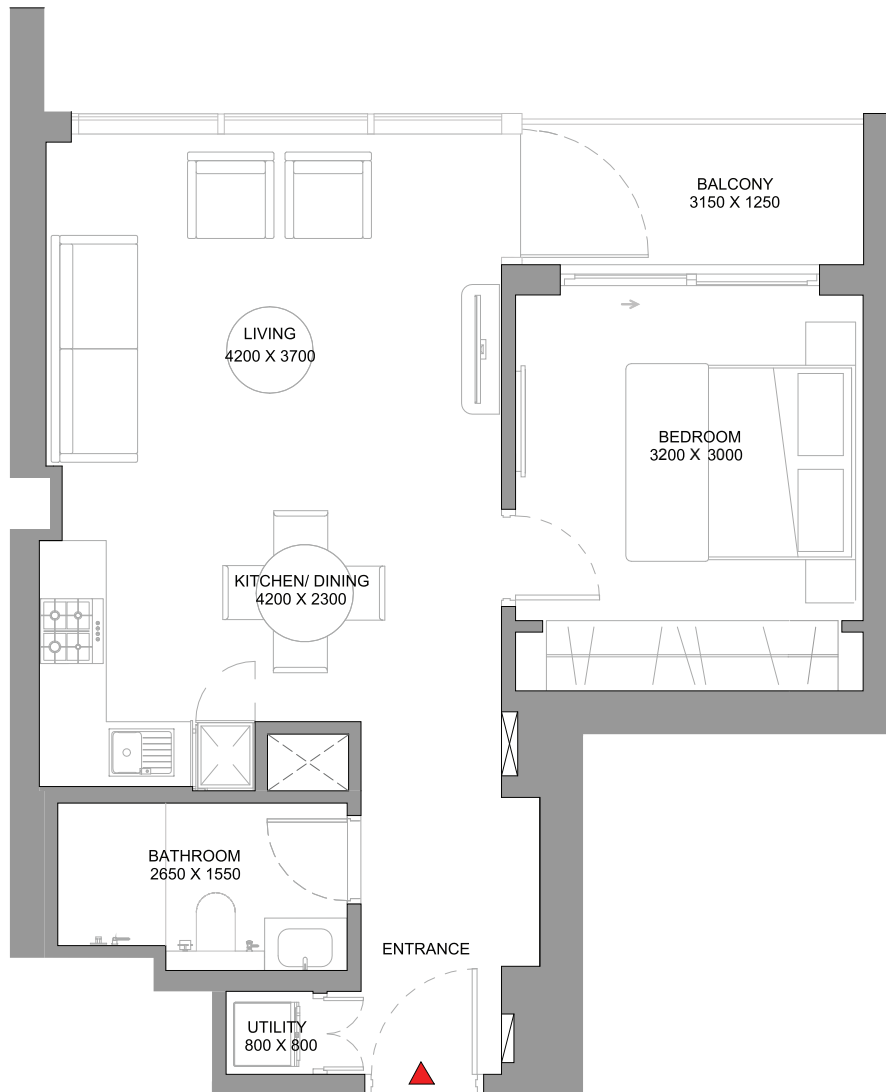 BALCONY
3150 X 1250
LIVING
4200 X 3700
BEDROOM
3200 X 3000
KITCHEN/ DINING
4200 X 2300
BATHROOM
2650 X 1550
ENTRANCE
UTILITY
800 X 800